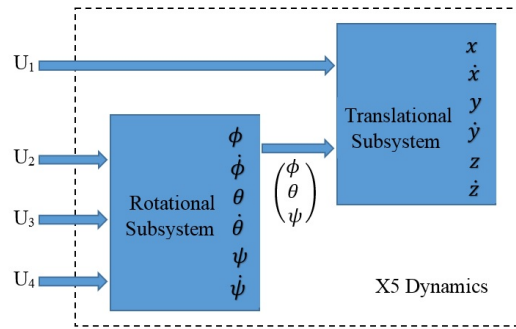 U₁
U₂
U₃
U₄
Rotational
Subsystem
ϕ
ϕ̇
θ
θ̇
ψ
ψ̇
ϕ
θ
ψ
Translational
Subsystem
x
ẋ
y
ẏ
z
ż
X5 Dynamics